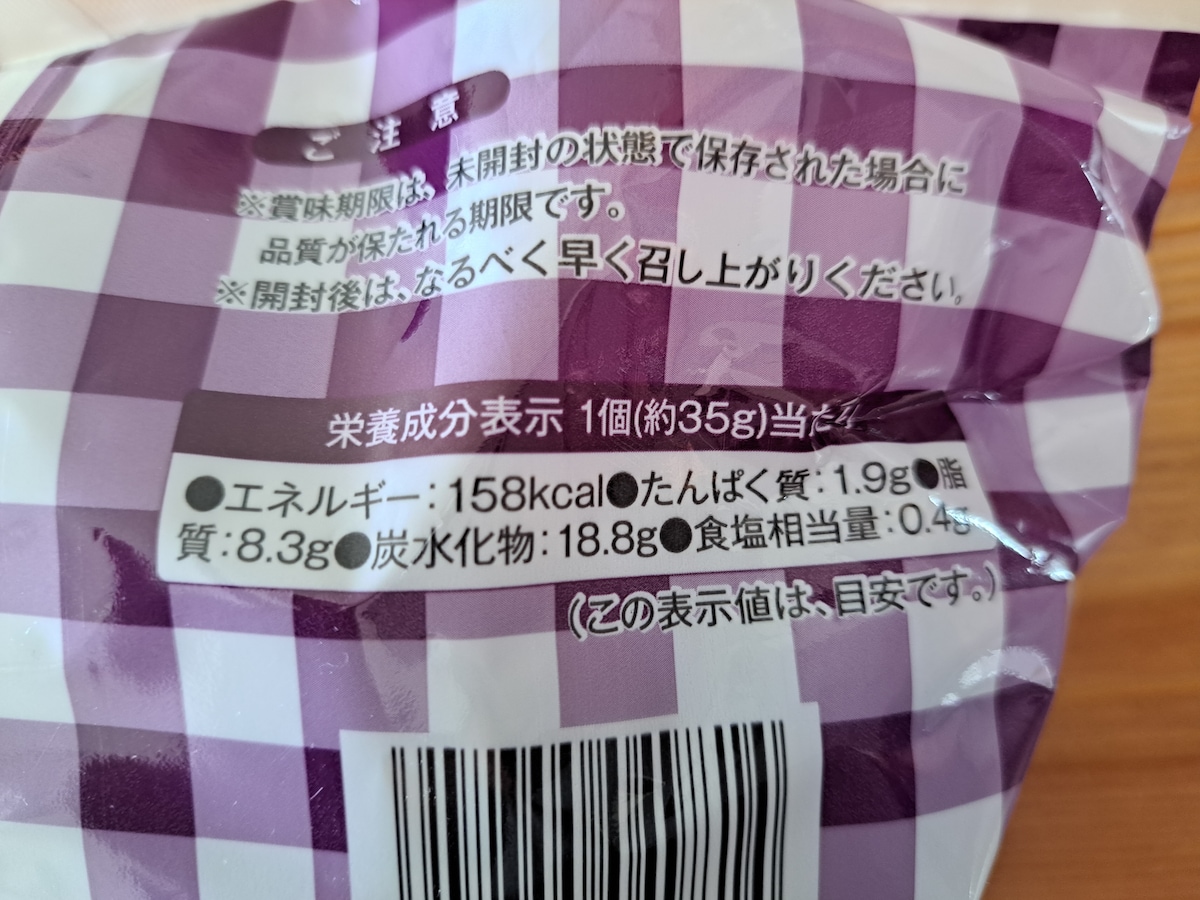 ご注意
※賞味期限は、未開封の状態で保存された場合に
品質が保たれる期限です。
※開封後は、なるべく早く召し上がりください。
栄養成分表示 1個(約35g)当たり
●エネルギー：158kcal●たんぱく質：1.9g●脂
質：8.3g●炭水化物：18.8g●食塩相当量：0.4g
(この表示値は、目安です。)